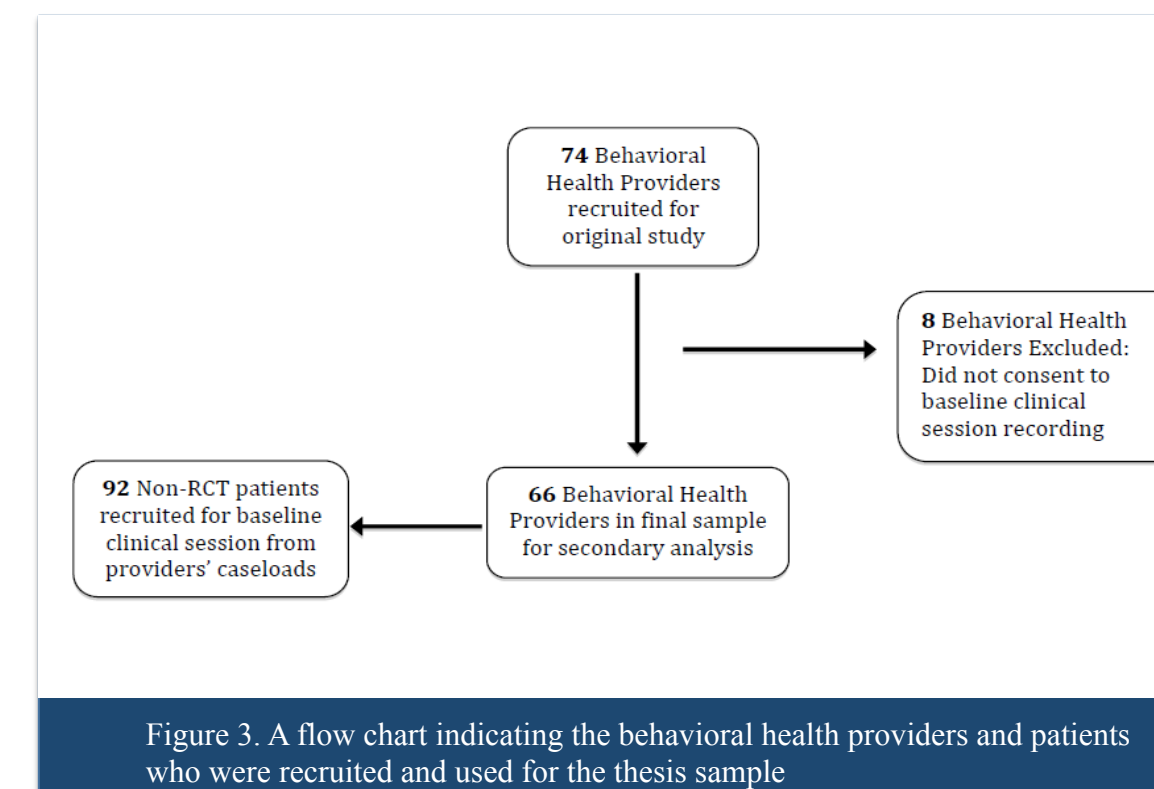 74 Behavioral
Health Providers
recruited for
original study
8 Behavioral Health
Providers Excluded:
Did not consent to
baseline clinical
session recording
92 Non-RCT patients
recruited for baseline
clinical session from
providers’ caseloads
66 Behavioral Health
Providers in final sample
for secondary analysis
Figure 3. A flow chart indicating the behavioral health providers and patients
who were recruited and used for the thesis sample